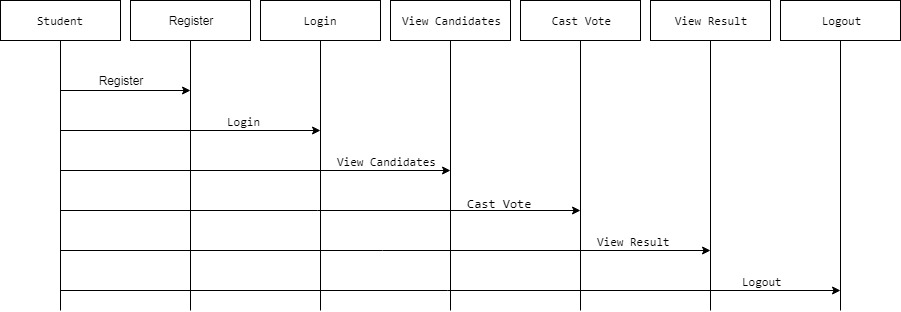 Student
Register
Login
View Candidates
Cast Vote
View Result
Logout
Register
Login
View Candidates
Cast Vote
View Result
Logout